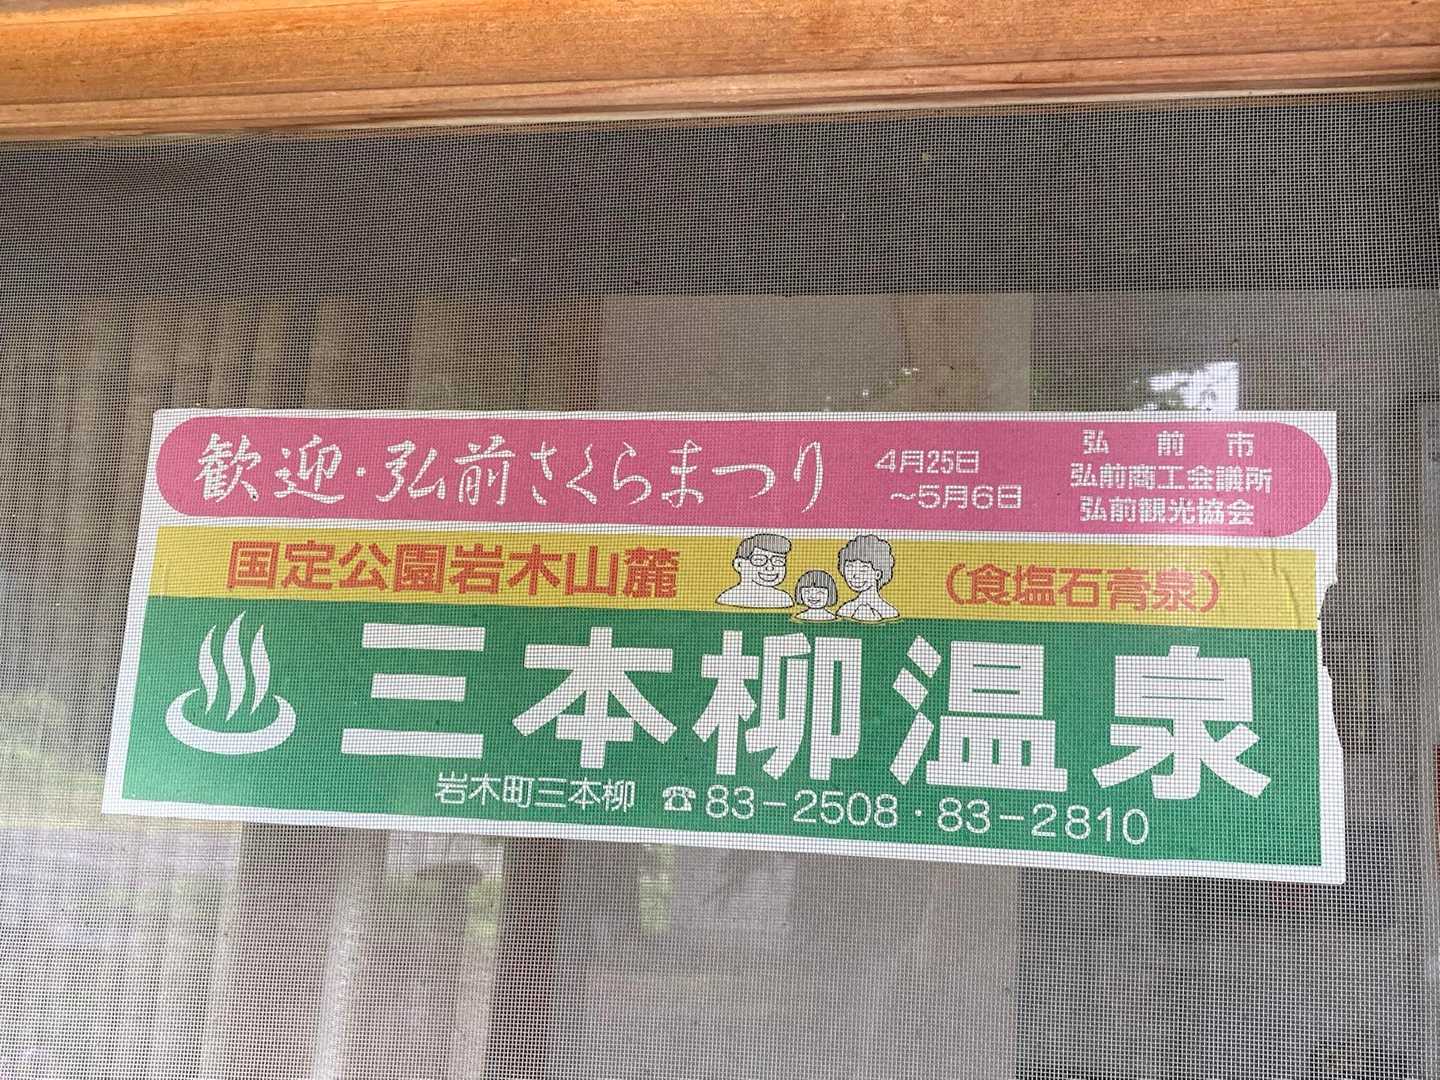 歓迎・弘前さくらまつり
4月25日
～5月6日
弘前市
弘前商工会議所
弘前観光協会
国定公園岩木山麓
(食塩石膏泉)
三本柳温泉
岩木町三本柳 ☎83-2508・83-2810